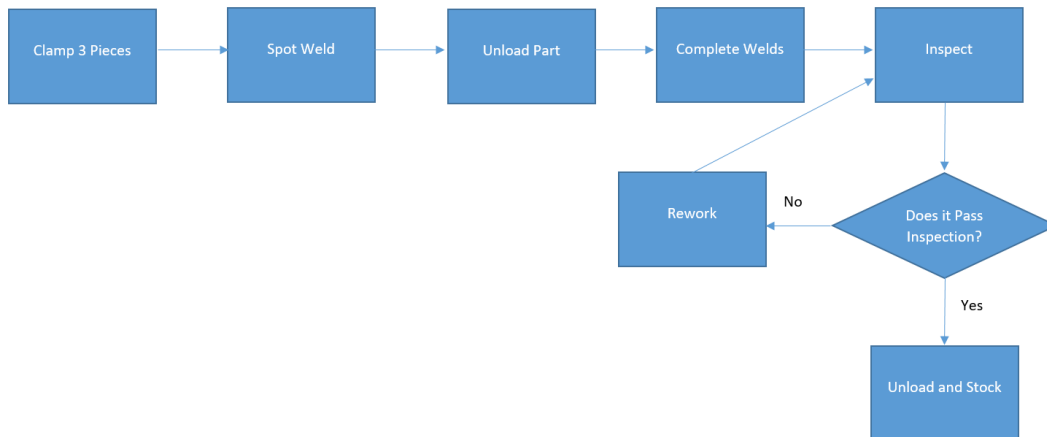 Clamp 3 Pieces
Spot Weld
Unload Part
Complete Welds
Inspect
Rework
No
Does it Pass
Inspection?
Yes
Unload and Stock